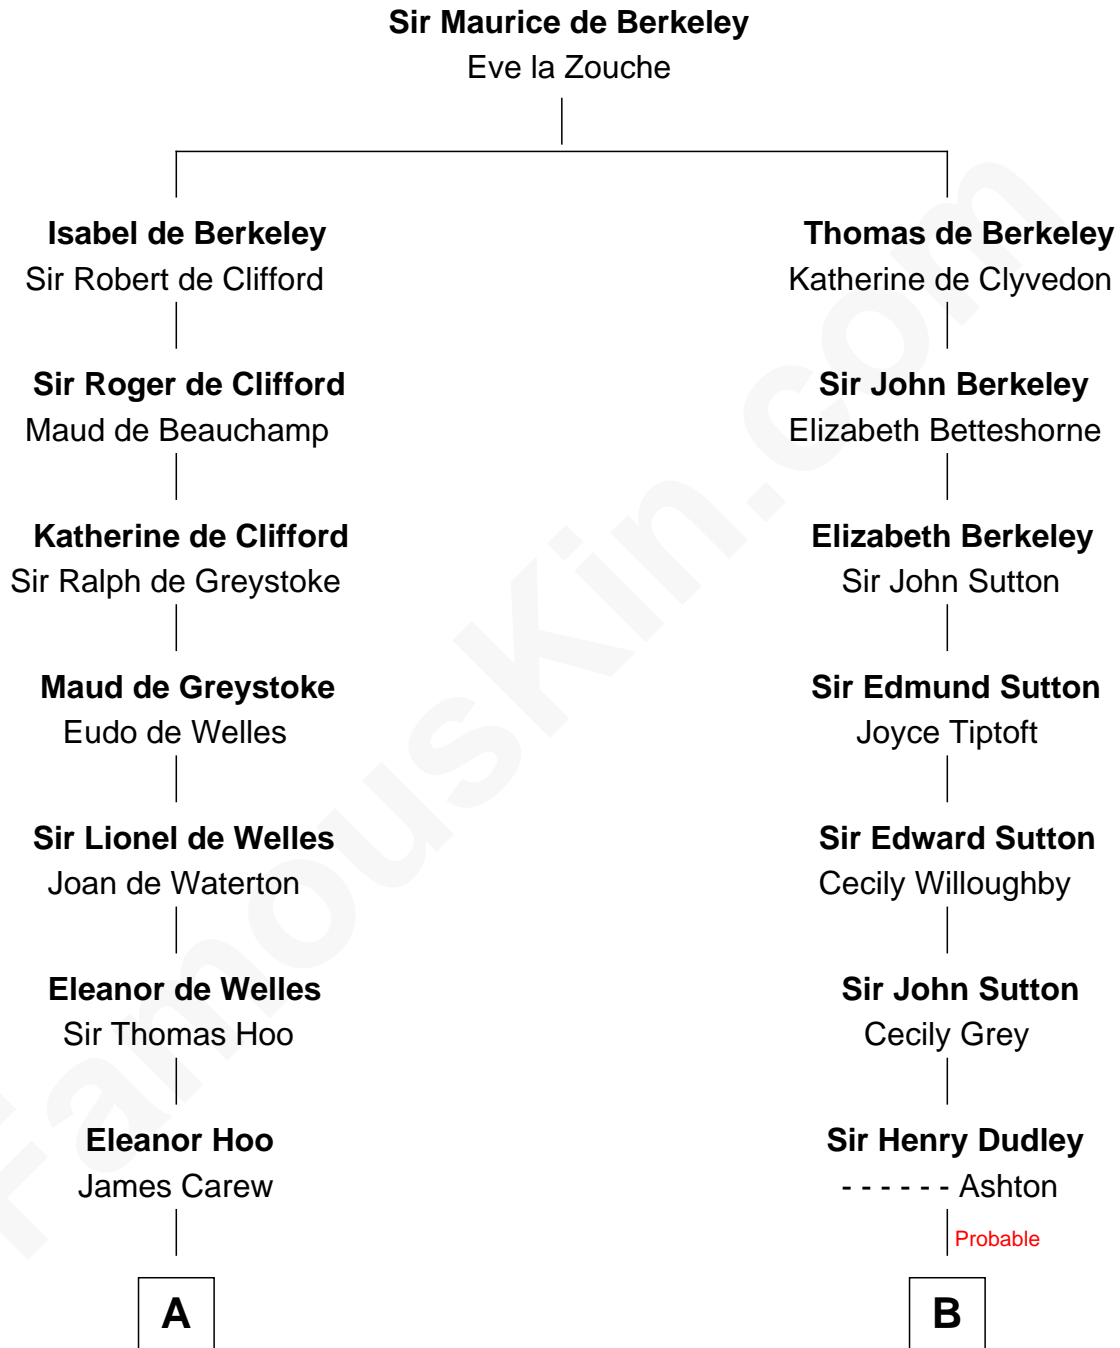 Sir Maurice de Berkeley
Eve la Zouche
Isabel de Berkeley
Sir Robert de Clifford
Thomas de Berkeley
Katherine de Clyvedon
Sir Roger de Clifford
Maud de Beauchamp
Sir John Berkeley
Elizabeth Betteshorne
Katherine de Clifford
Sir Ralph de Greystoke
Elizabeth Berkeley
Sir John Sutton
Maud de Greystoke
Eudo de Welles
Sir Edmund Sutton
Joyce Tiptoft
Sir Lionel de Welles
Joan de Waterton
Sir Edward Sutton
Cecily Willoughby
Eleanor de Welles
Sir Thomas Hoo
Sir John Sutton
Cecily Grey
Eleanor Hoo
James Carew
Sir Henry Dudley
- - - - - - Ashton
Probable
A
B
FamousKin.com